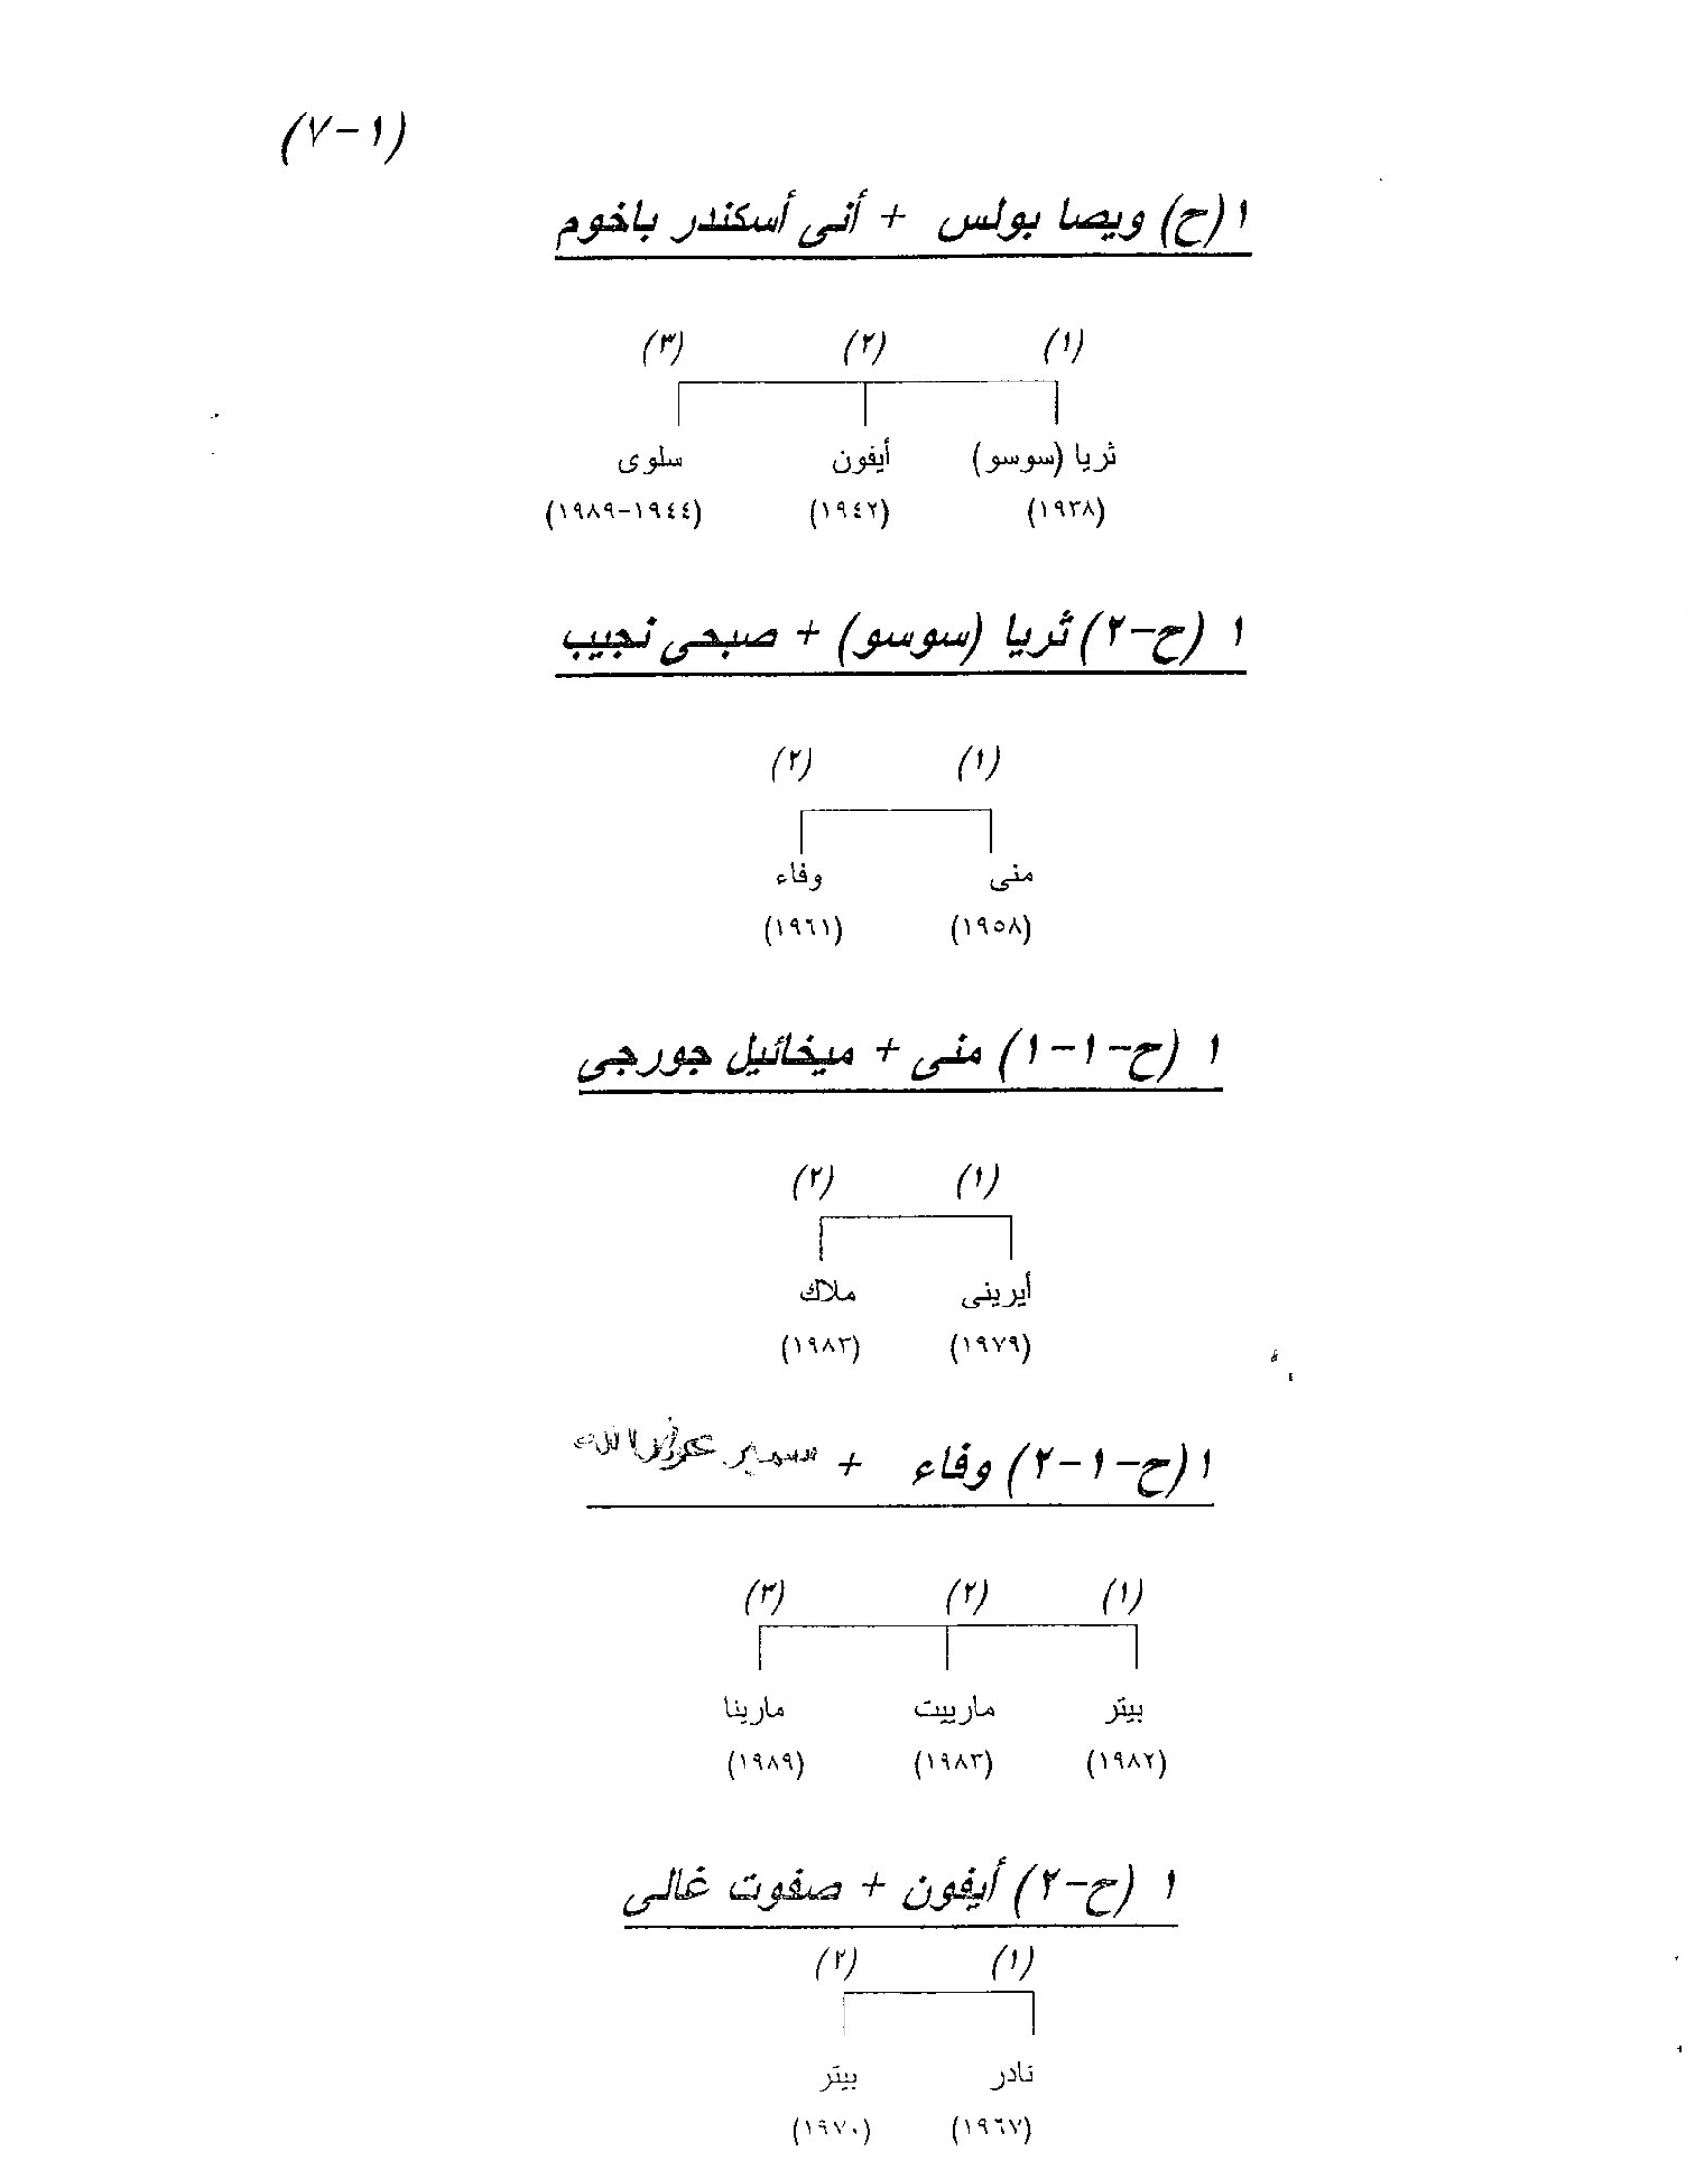 (١-٧)
١(ح) ويصا بولس + أنى أسكندر باخوم
(١) (٢) (٣)
ثريا (سوسو) أيفون سلوى
(١٩٣٨) (١٩٤٢) (١٩٤٤-١٩٨٩)
١ (ح-٢) ثريا (سوسو) + صبحى نجيب
(١) (٢)
منى وفاء
(١٩٥٨) (١٩٦١)
١ (ح-١-١) منى + ميخائيل جورجى
(١) (٢)
أيرينى ملاك
(١٩٧٩) (١٩٨٣)
١(ح-١-٢) وفاء + سمير عوض الله
(١) (٢) (٣)
بيتر مارييت مارينا
(١٩٨٢) (١٩٨٣) (١٩٨٩)
١ (ح-٢) أيفون + صفوت غالى
(١) (٢)
نادر بيتر
(١٩٦٧) (١٩٧٠)